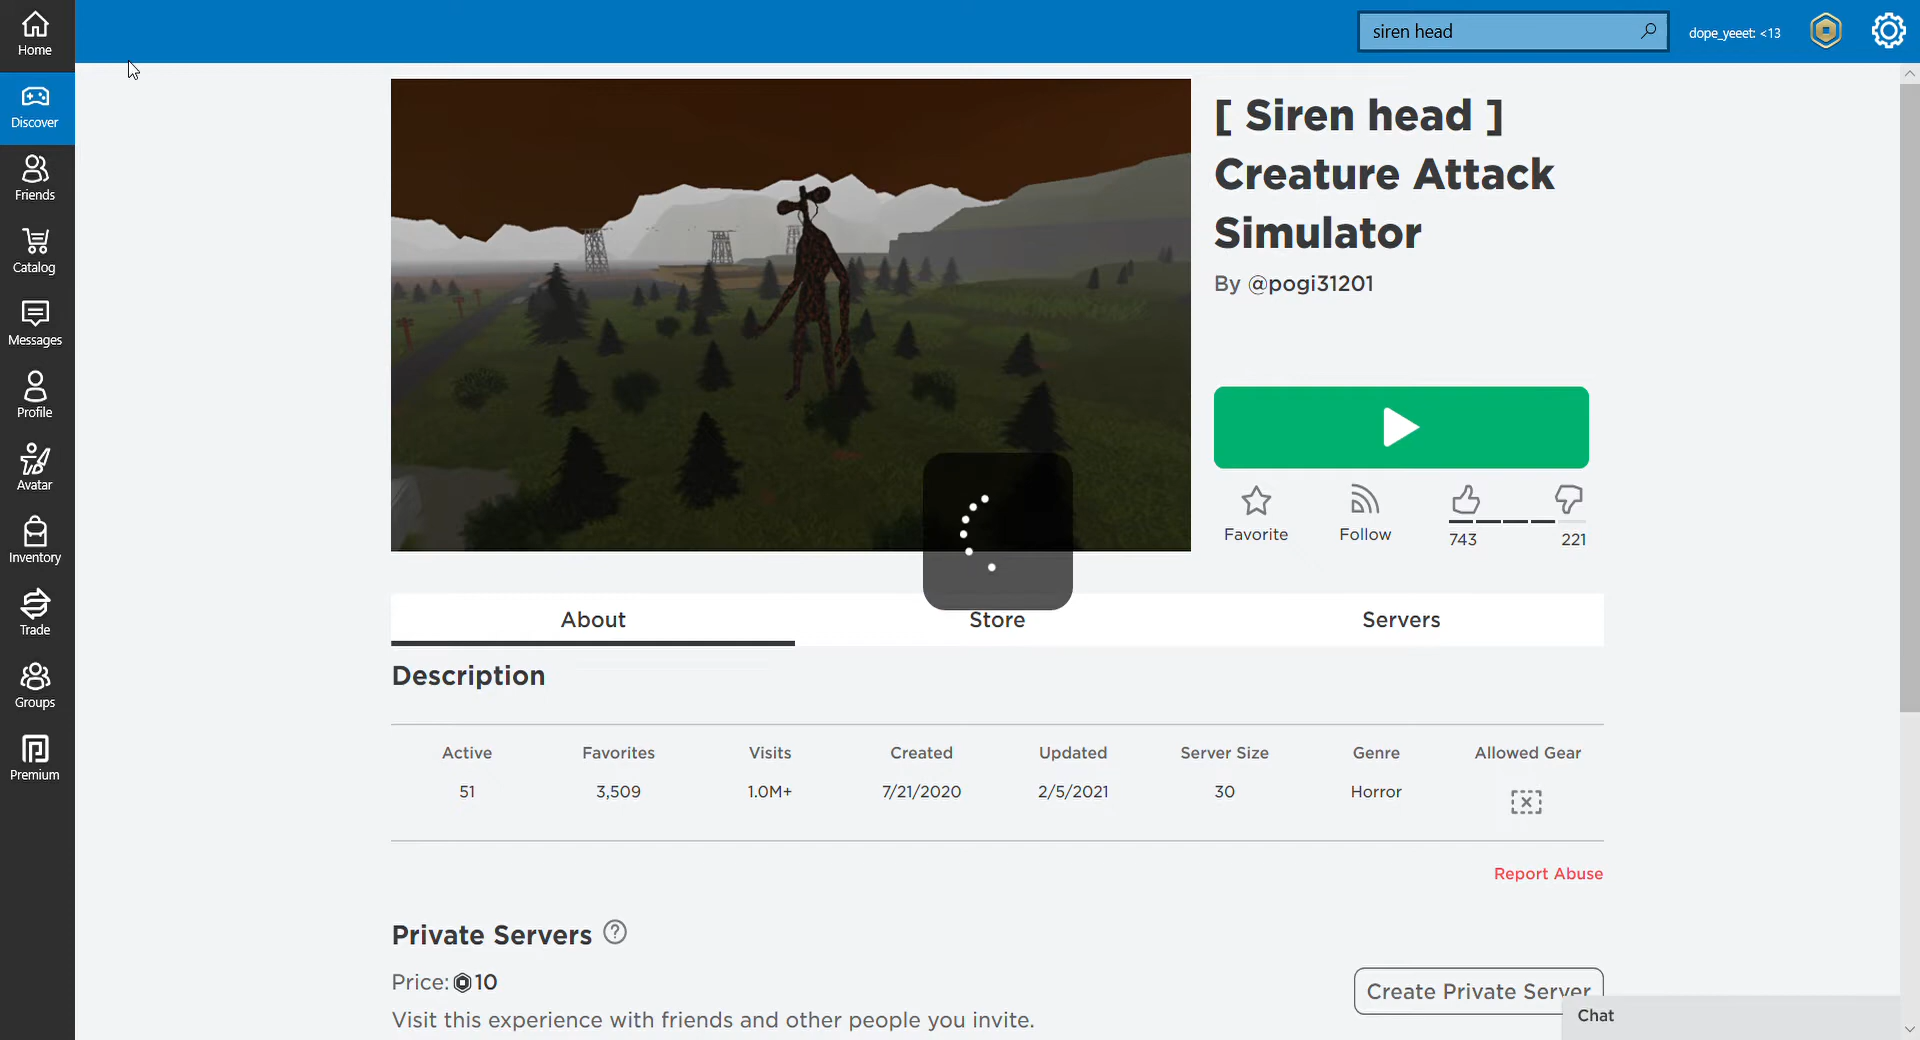 Home
siren head
dope_yeeet: <13
Discover
Friends
Catalog
Messages
Profile
Avatar
Inventory
Trade
Groups
Premium
[ Siren head ]
Creature Attack
Simulator
By @pogi31201
Favorite
Follow
743
221
About
Store
Servers
Description
Active
Favorites
Visits
Created
Updated
Server Size
Genre
Allowed Gear
51
3,509
1.0M+
7/21/2020
2/5/2021
30
Horror
Report Abuse
Private Servers ?
Price: 10
Create Private Server
Visit this experience with friends and other people you invite.
Chat